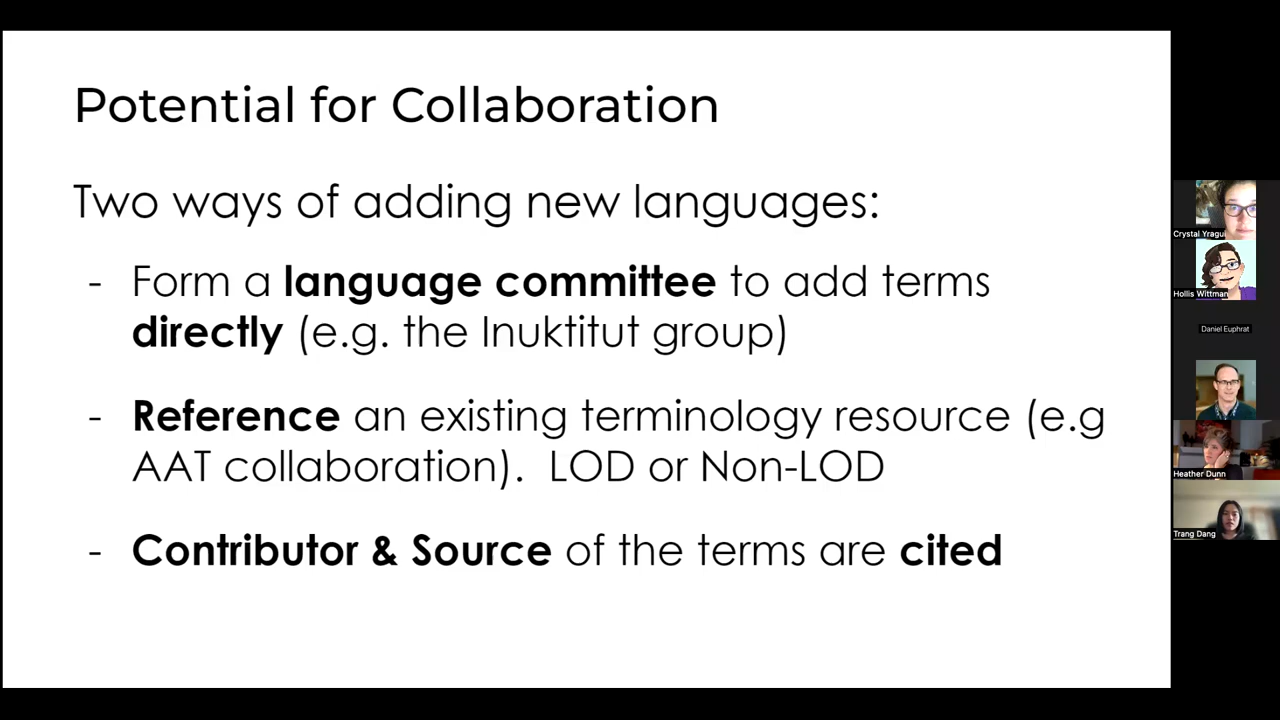 Potential for Collaboration
Two ways of adding new languages:
- Form a language committee to add terms
directly (e.g. the Inuktitut group)
- Reference an existing terminology resource (e.g
AAT collaboration). LOD or Non-LOD
- Contributor & Source of the terms are cited
Crystal Yragui
Hollis Wittman
Daniel Euphrat
Heather Dunn
Trang Dang